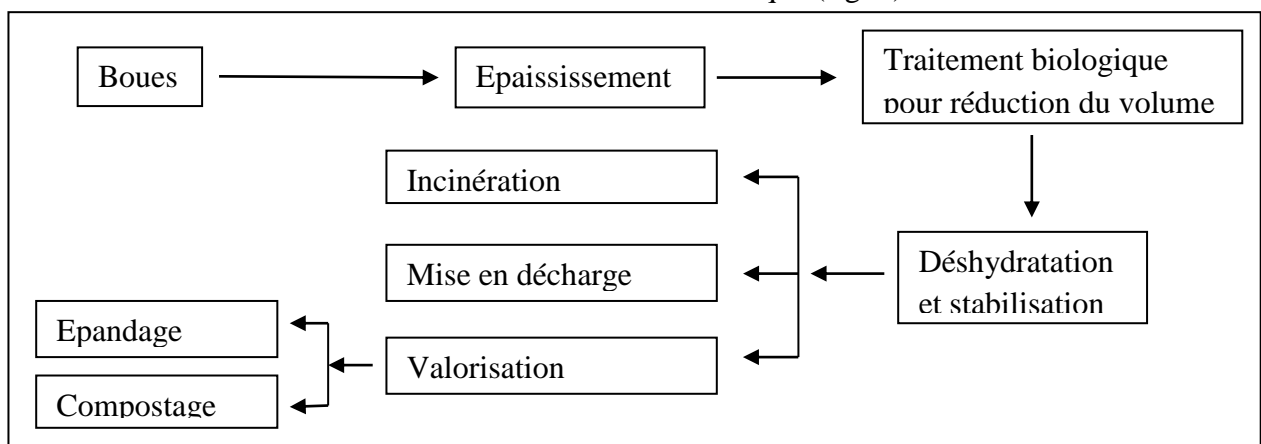 Boues
Epaississement
Traitement biologique
pour réduction du volume
Incinération
Mise en décharge
Déshydratation
et stabilisation
Epandage
Valorisation
Compostage